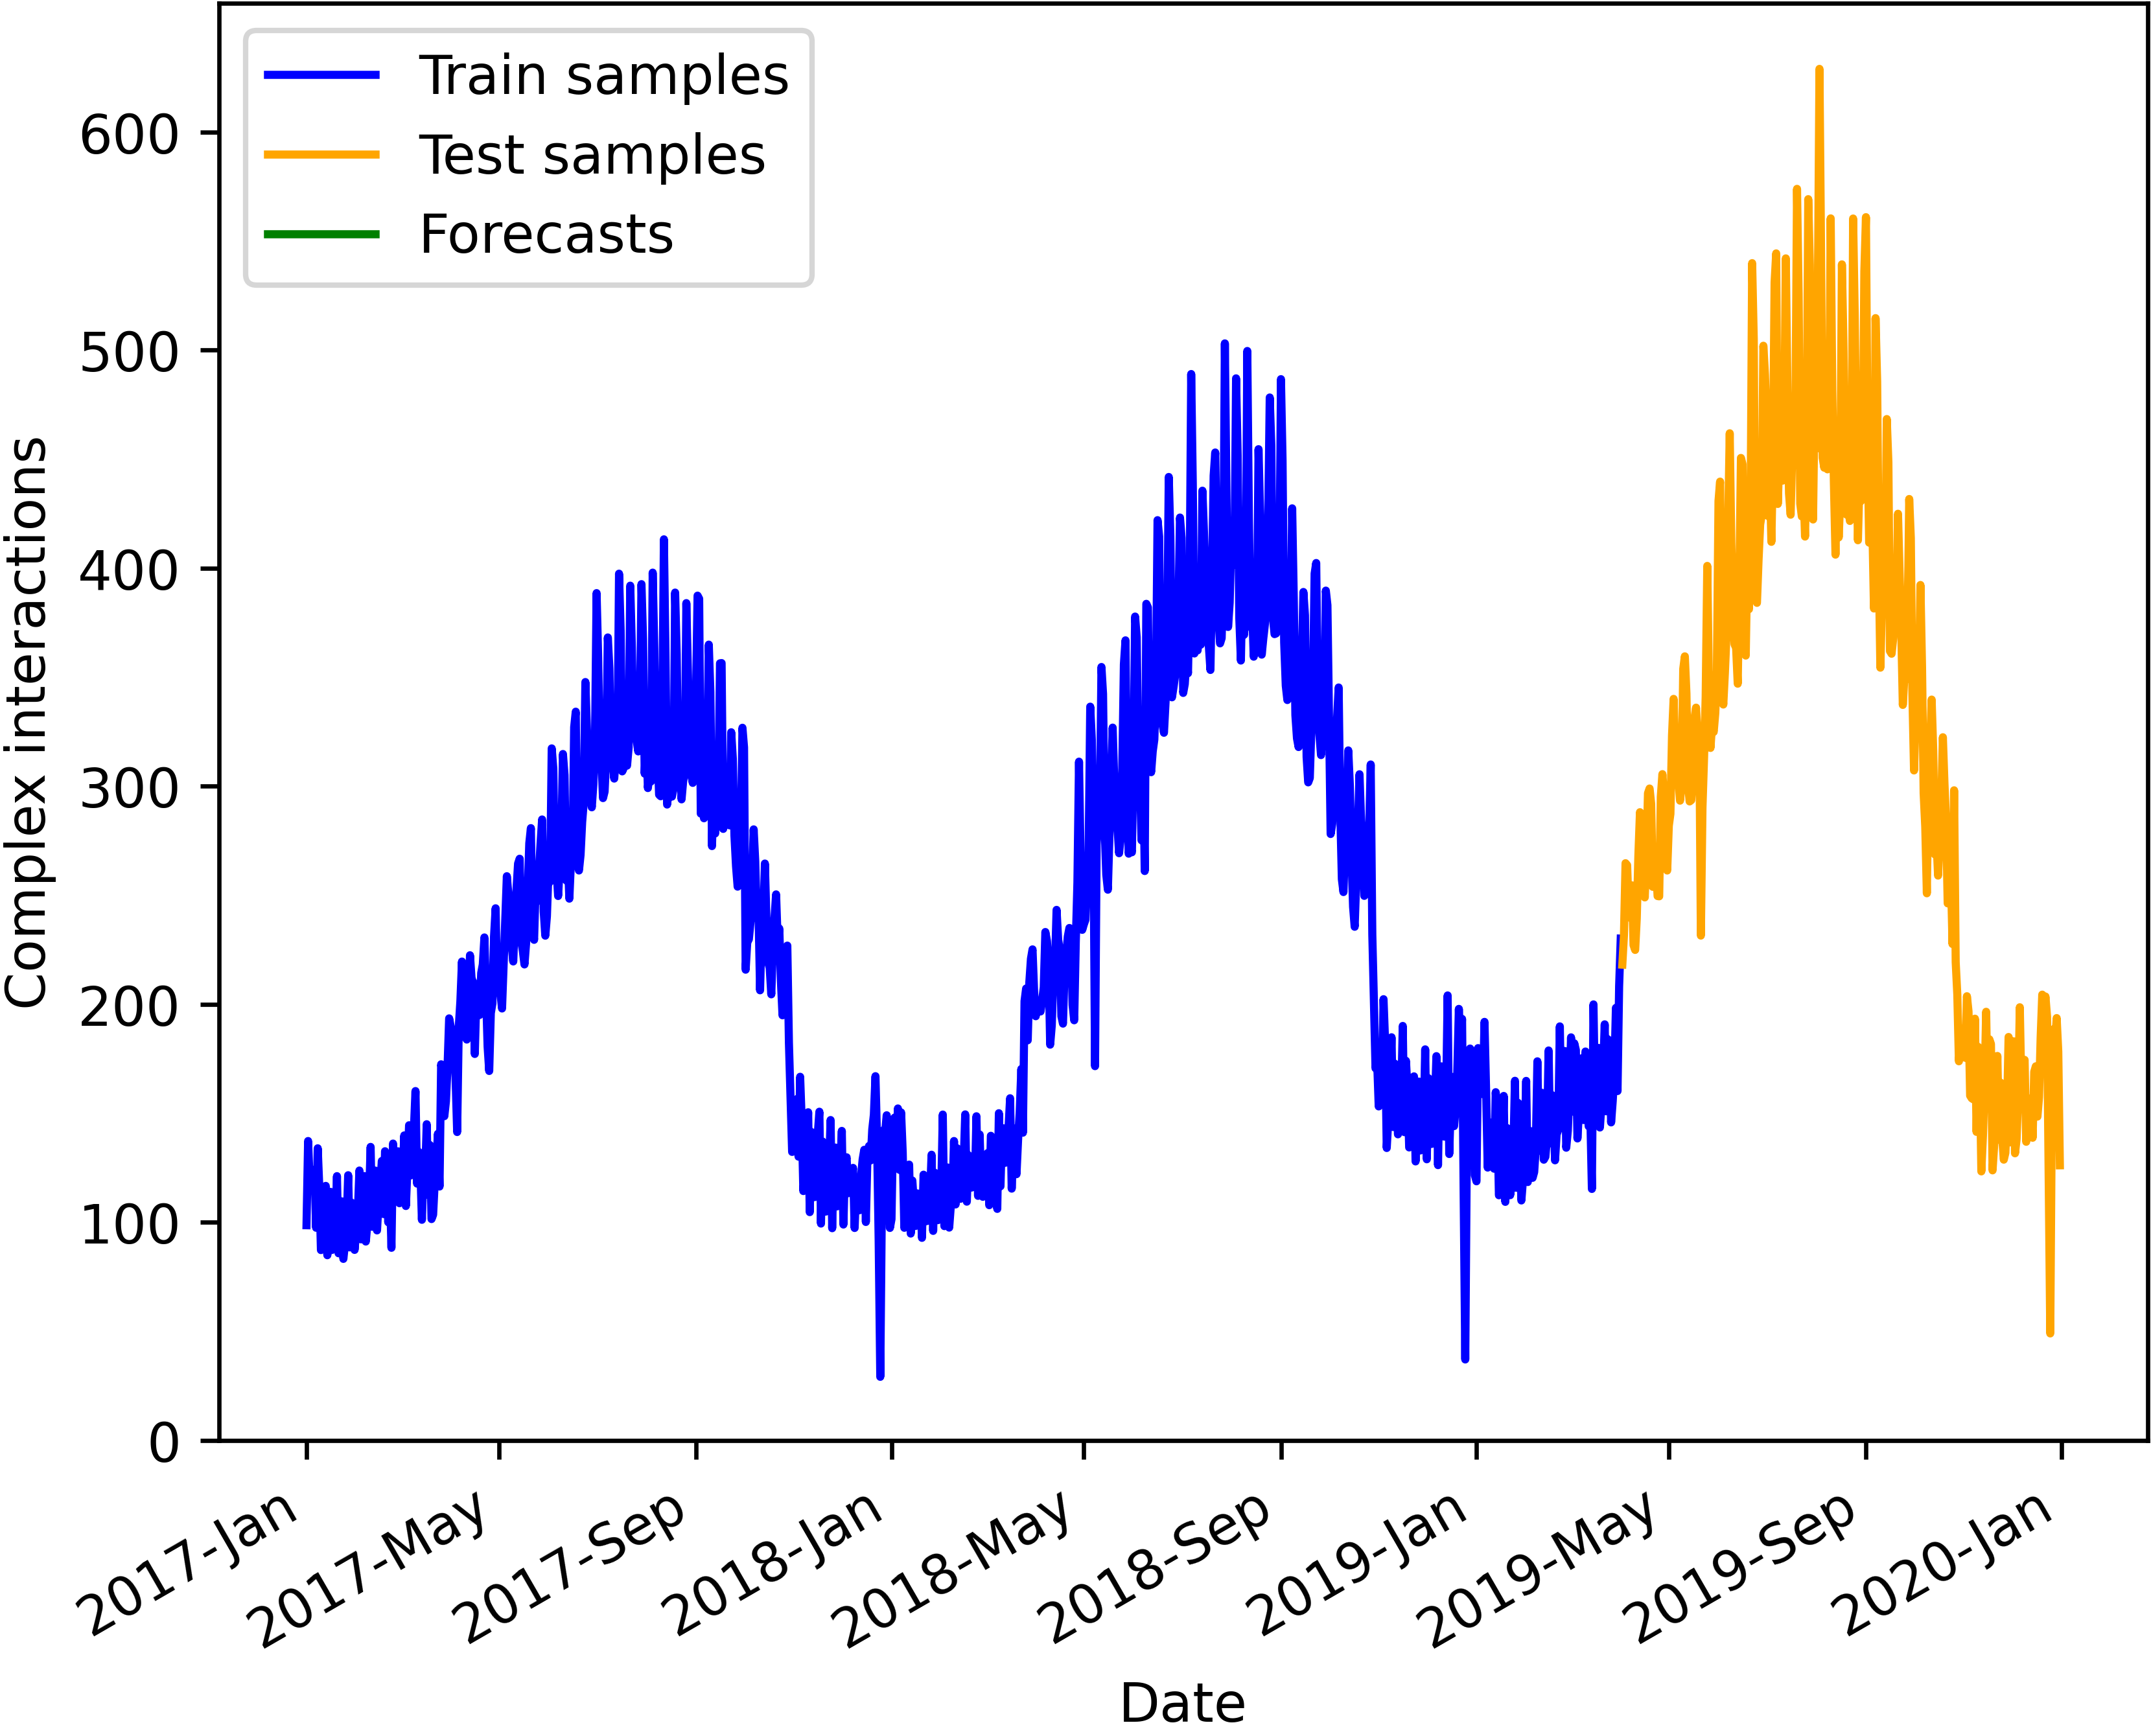 Train samples
Test samples
Forecasts
600
500
400
300
200
100
0
Complex interactions
2017-Jan
2017-May
2017-Sep
2018-Jan
2018-May
2018-Sep
2019-Jan
2019-May
2019-Sep
2020-Jan
Date